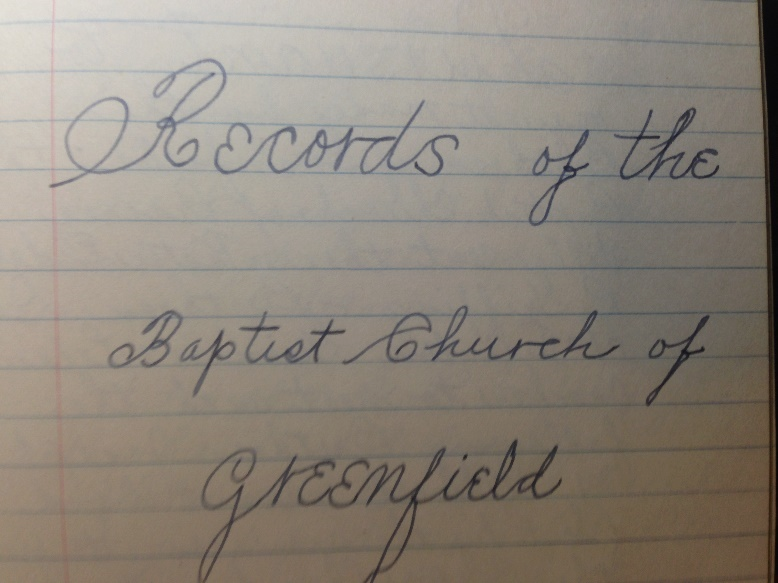 Records of the
Baptist Church of
Greenfield